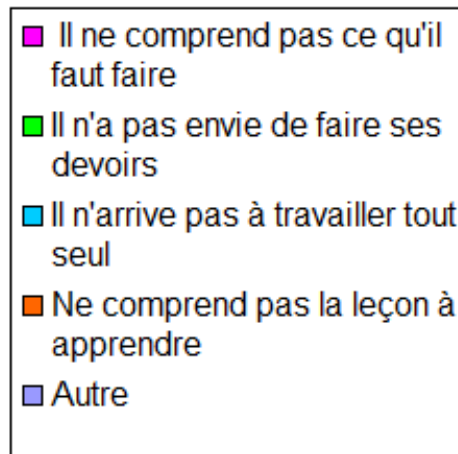 Il ne comprend pas ce qu'il
faut faire
Il n'a pas envie de faire ses
devoirs
Il n'arrive pas à travailler tout
seul
Ne comprend pas la leçon à
apprendre
Autre